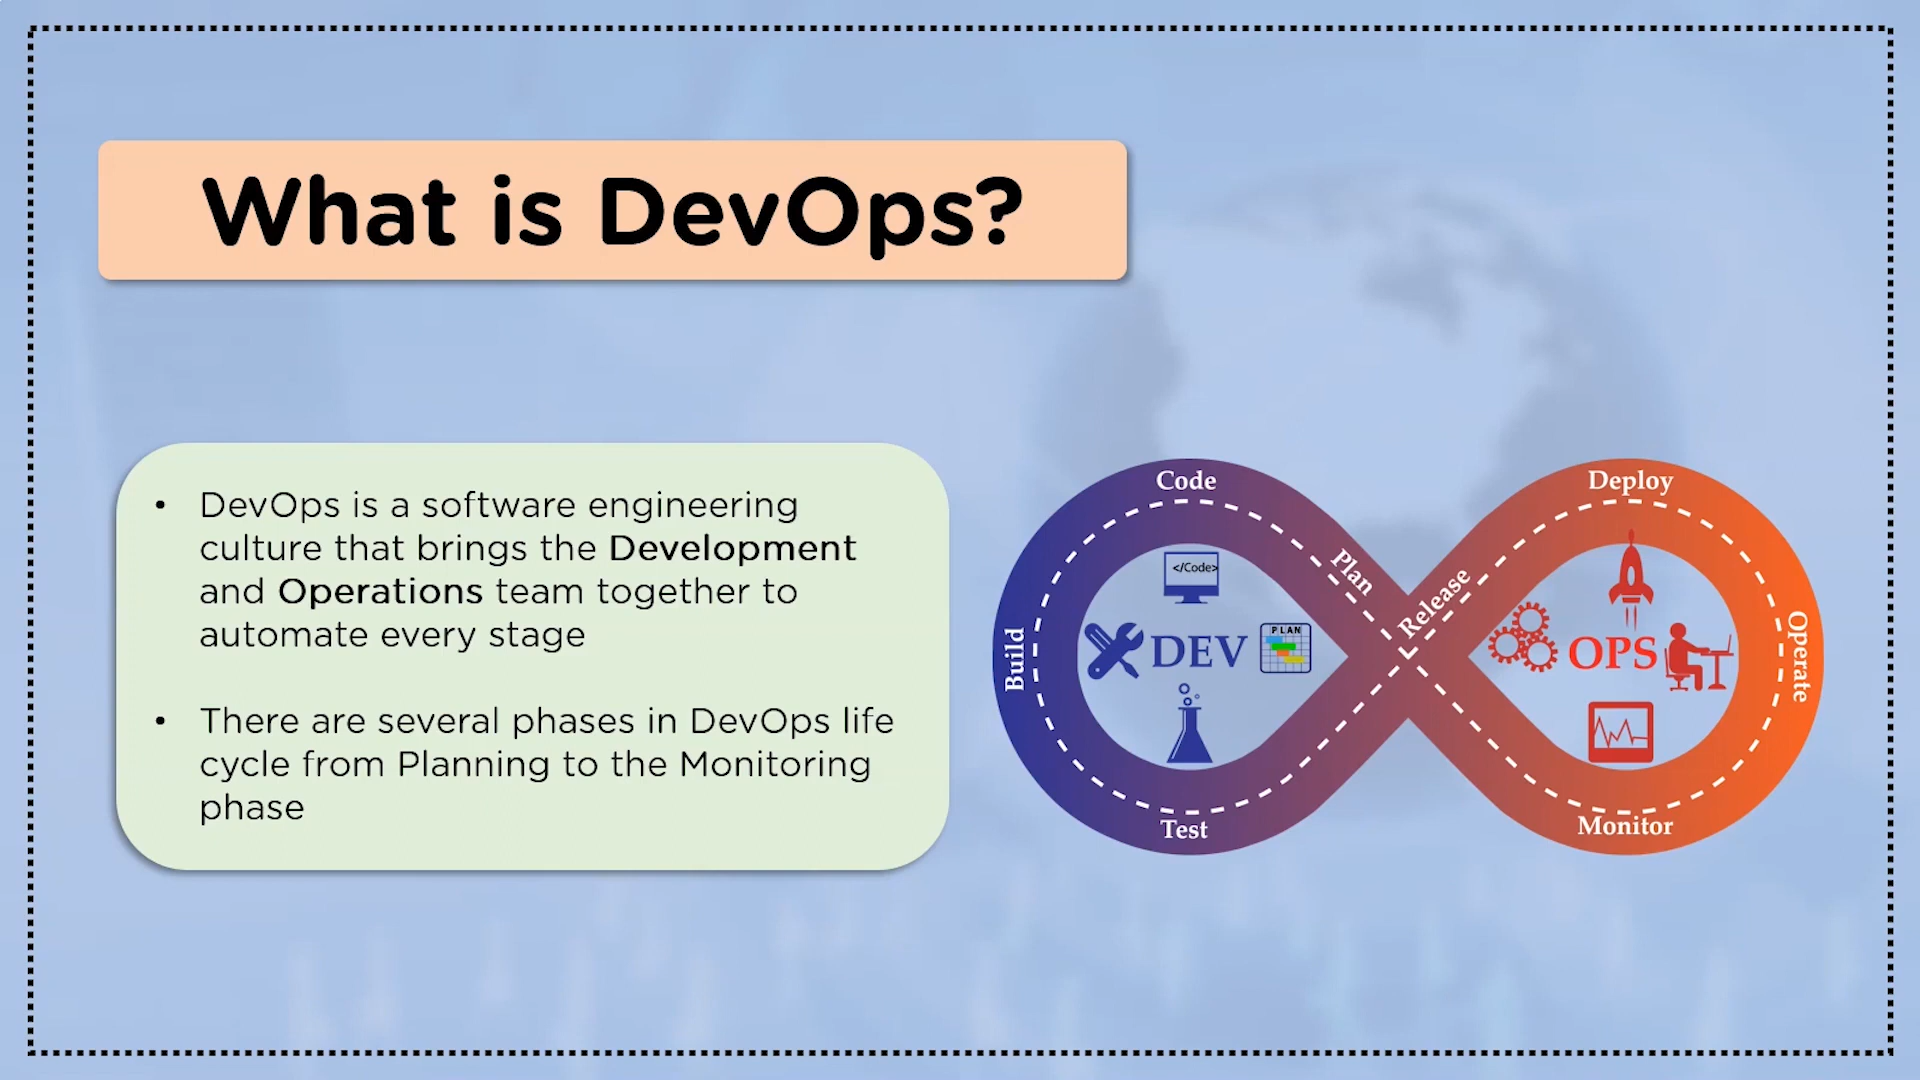 What is DevOps?
• DevOps is a software engineering
culture that brings the Development
and Operations team together to
automate every stage
• There are several phases in DevOps life
cycle from Planning to the Monitoring
phase
Code
Plan
Build
Test
</Code>
DEV
PLAN
Release
Deploy
Operate
Monitor
OPS